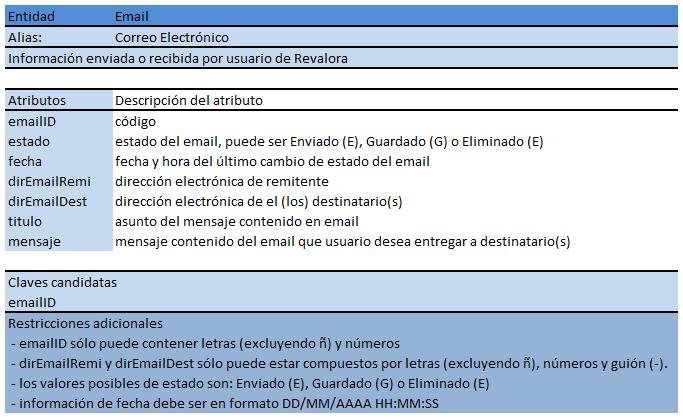 Entidad Email
Alias: Correo Electrónico
Información enviada o recibida por usuario de Revalora
Atributos Descripción del atributo
emailID código
estado estado del email, puede ser Enviado (E), Guardado (G) o Eliminado (E)
fecha fecha y hora del último cambio de estado del email
dirEmailRemi dirección electrónica de remitente
dirEmailDest dirección electrónica de el (los) destinatario(s)
titulo asunto del mensaje contenido en email
mensaje mensaje contenido del email que usuario desea entregar a destinatario(s)
Claves candidatas
emailID
Restricciones adicionales
- emailID sólo puede contener letras (excluyendo ñ) y números
- dirEmailRemi y dirEmailDest sólo puede estar compuestos por letras (excluyendo ñ), números y guión (-).
- los valores posibles de estado son: Enviado (E), Guardado (G) o Eliminado (E)
- información de fecha debe ser en formato DD/MM/AAAA HH:MM:SS